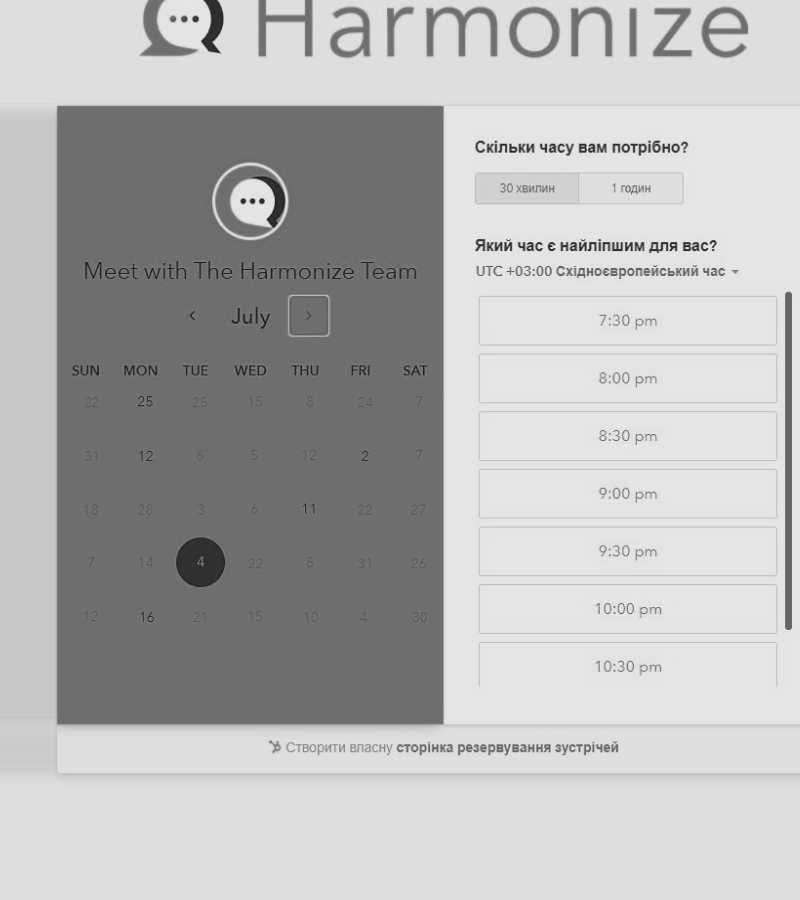 Harmonize
Meet with The Harmonize Team
July
SUN MON TUE WED THU FRI SAT
22 25 25 15 8 24 7
31 12 6 5 12 2 7
18 28 3 6 11 22 27
7 14 4 22 8 31 26
12 16 21 15 10 4 30
Скільки часу вам потрібно?
30 хвилин 1 годин
Який час є найліпшим для вас?
UTC +03:00 Східноєвропейський час
7:30 pm
8:00 pm
8:30 pm
9:00 pm
9:30 pm
10:00 pm
10:30 pm
Створити власну сторінка резервування зустрічей